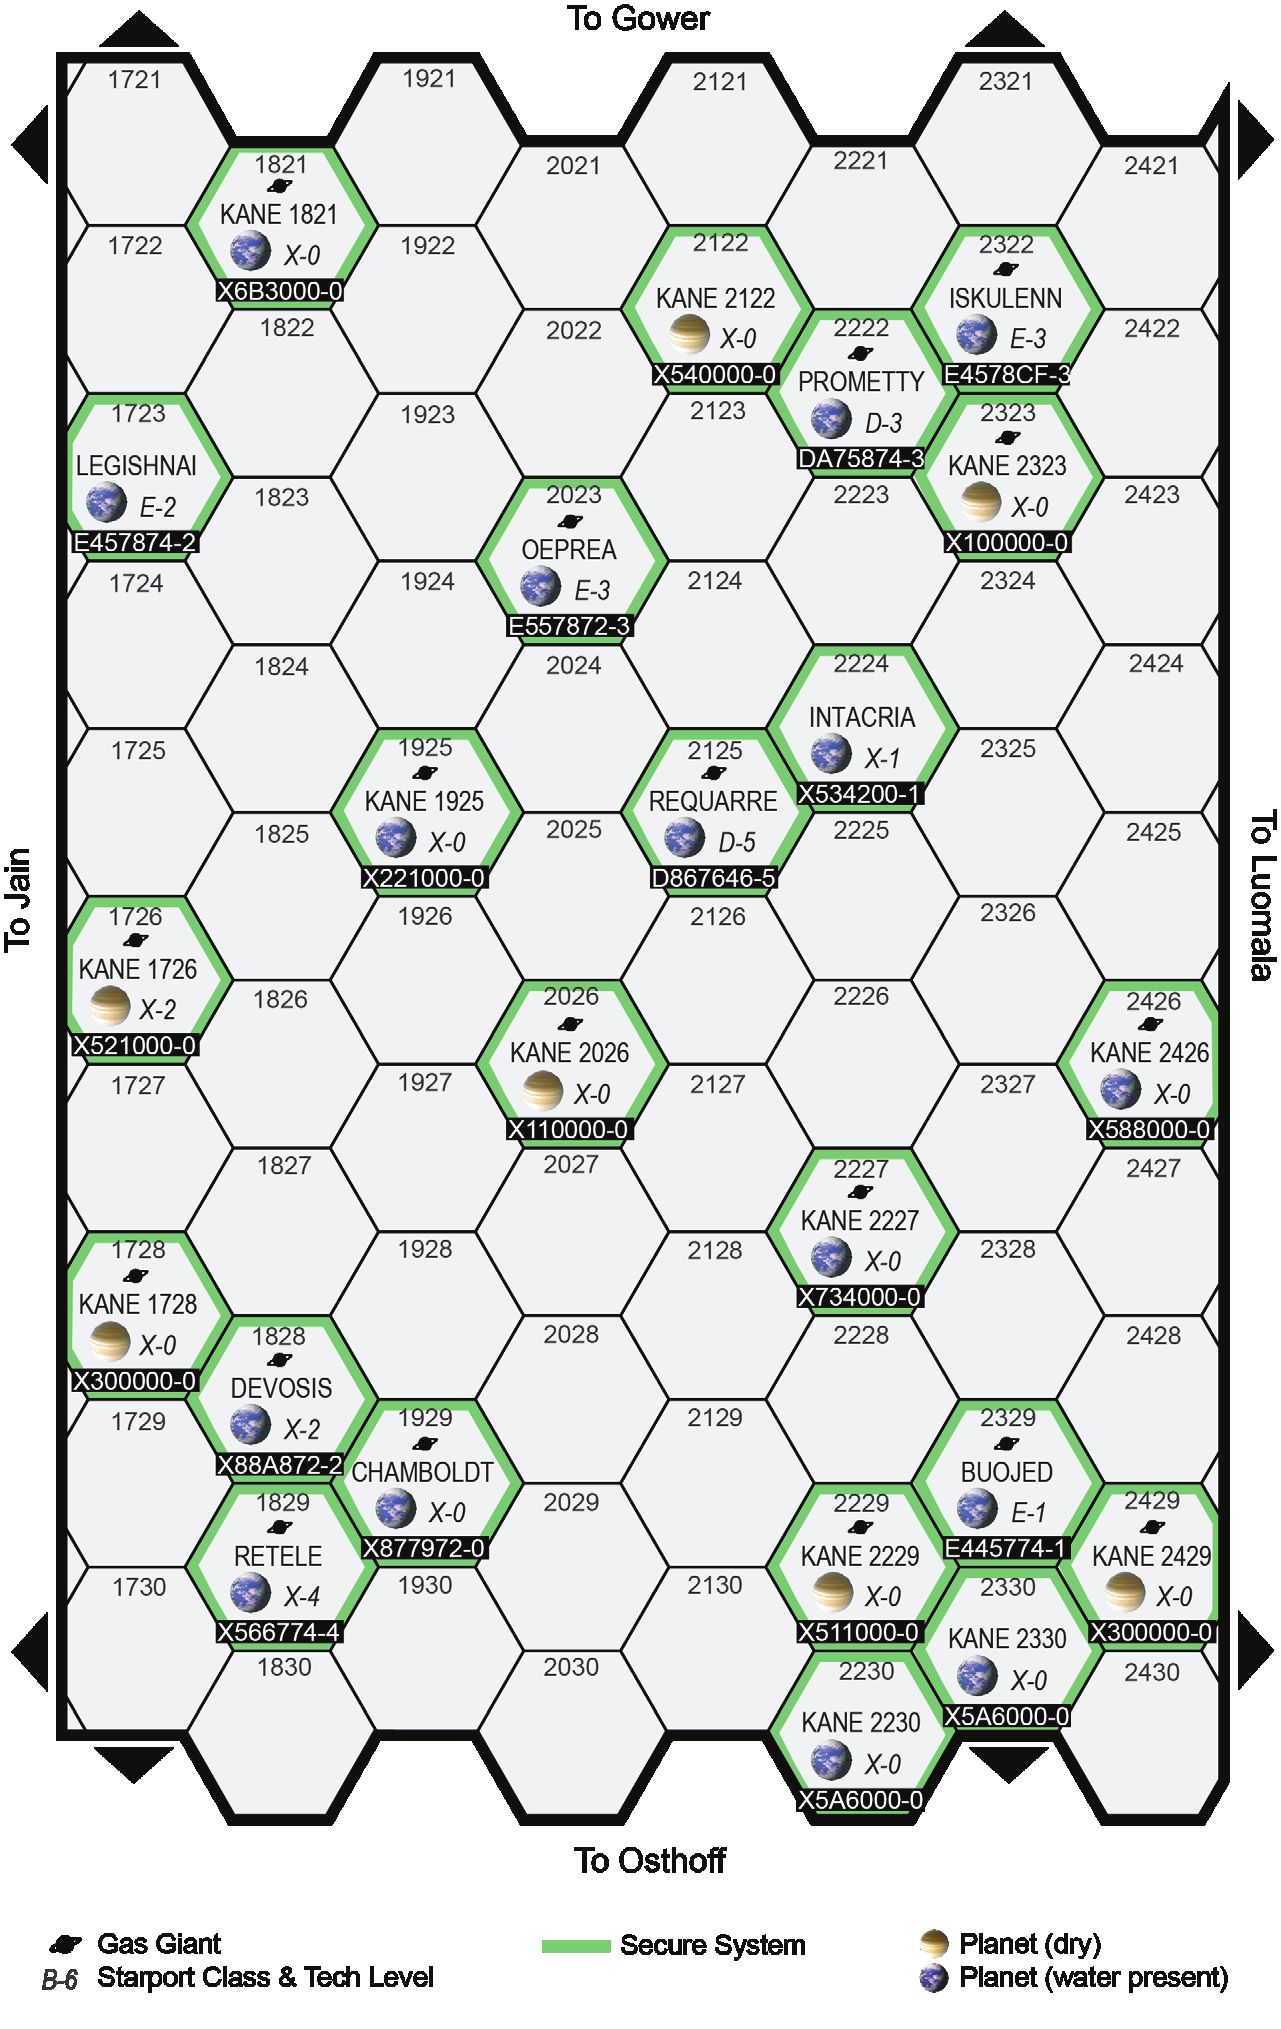 To Gower
1721
1921
2121
2321
1821
KANE 1821
X-0
X6B3000-0
2021
2221
2421
1722
1922
2122
KANE 2122
X-0
X540000-0
2322
ISKULENN
E-3
E4578CF-3
1822
2022
2222
PROMETTY
D-3
DA75874-3
2422
1723
LEGISHNAI
E-2
E457874-2
1923
2123
2323
KANE 2323
X-0
X100000-0
1823
2023
OEPREA
E-3
E557872-3
2223
2423
1724
1924
2124
2324
1824
2024
2224
INTACRIA
X-1
X534200-1
2424
1725
1925
KANE 1925
X-0
X221000-0
2125
REQUARRE
D-5
D867646-5
2325
1825
2025
2225
2425
To Jain
To Luomala
1726
KANE 1726
X-2
X521000-0
1926
2126
2326
1826
2026
KANE 2026
X-0
X110000-0
2226
2426
KANE 2426
X-0
X588000-0
1727
1927
2127
2327
1827
2027
2227
KANE 2227
X-0
X734000-0
2427
1728
KANE 1728
X-0
X300000-0
1928
2128
2328
1828
DEVOSIS
X-2
X88A872-2
2028
2228
2428
1729
1929
CHAMBOLDT
X-0
X877972-0
2129
2329
BUOJED
E-1
E445774-1
1829
RETELE
X-4
X566774-4
2029
2229
KANE 2229
X-0
X511000-0
2429
KANE 2429
X-0
X300000-0
1730
1930
2130
2330
KANE 2330
X-0
X5A6000-0
1830
2030
2230
KANE 2230
X-0
X5A6000-0
2430
To Osthoff
Gas Giant
Secure System
Planet (dry)
B-6 Starport Class & Tech Level
Planet (water present)